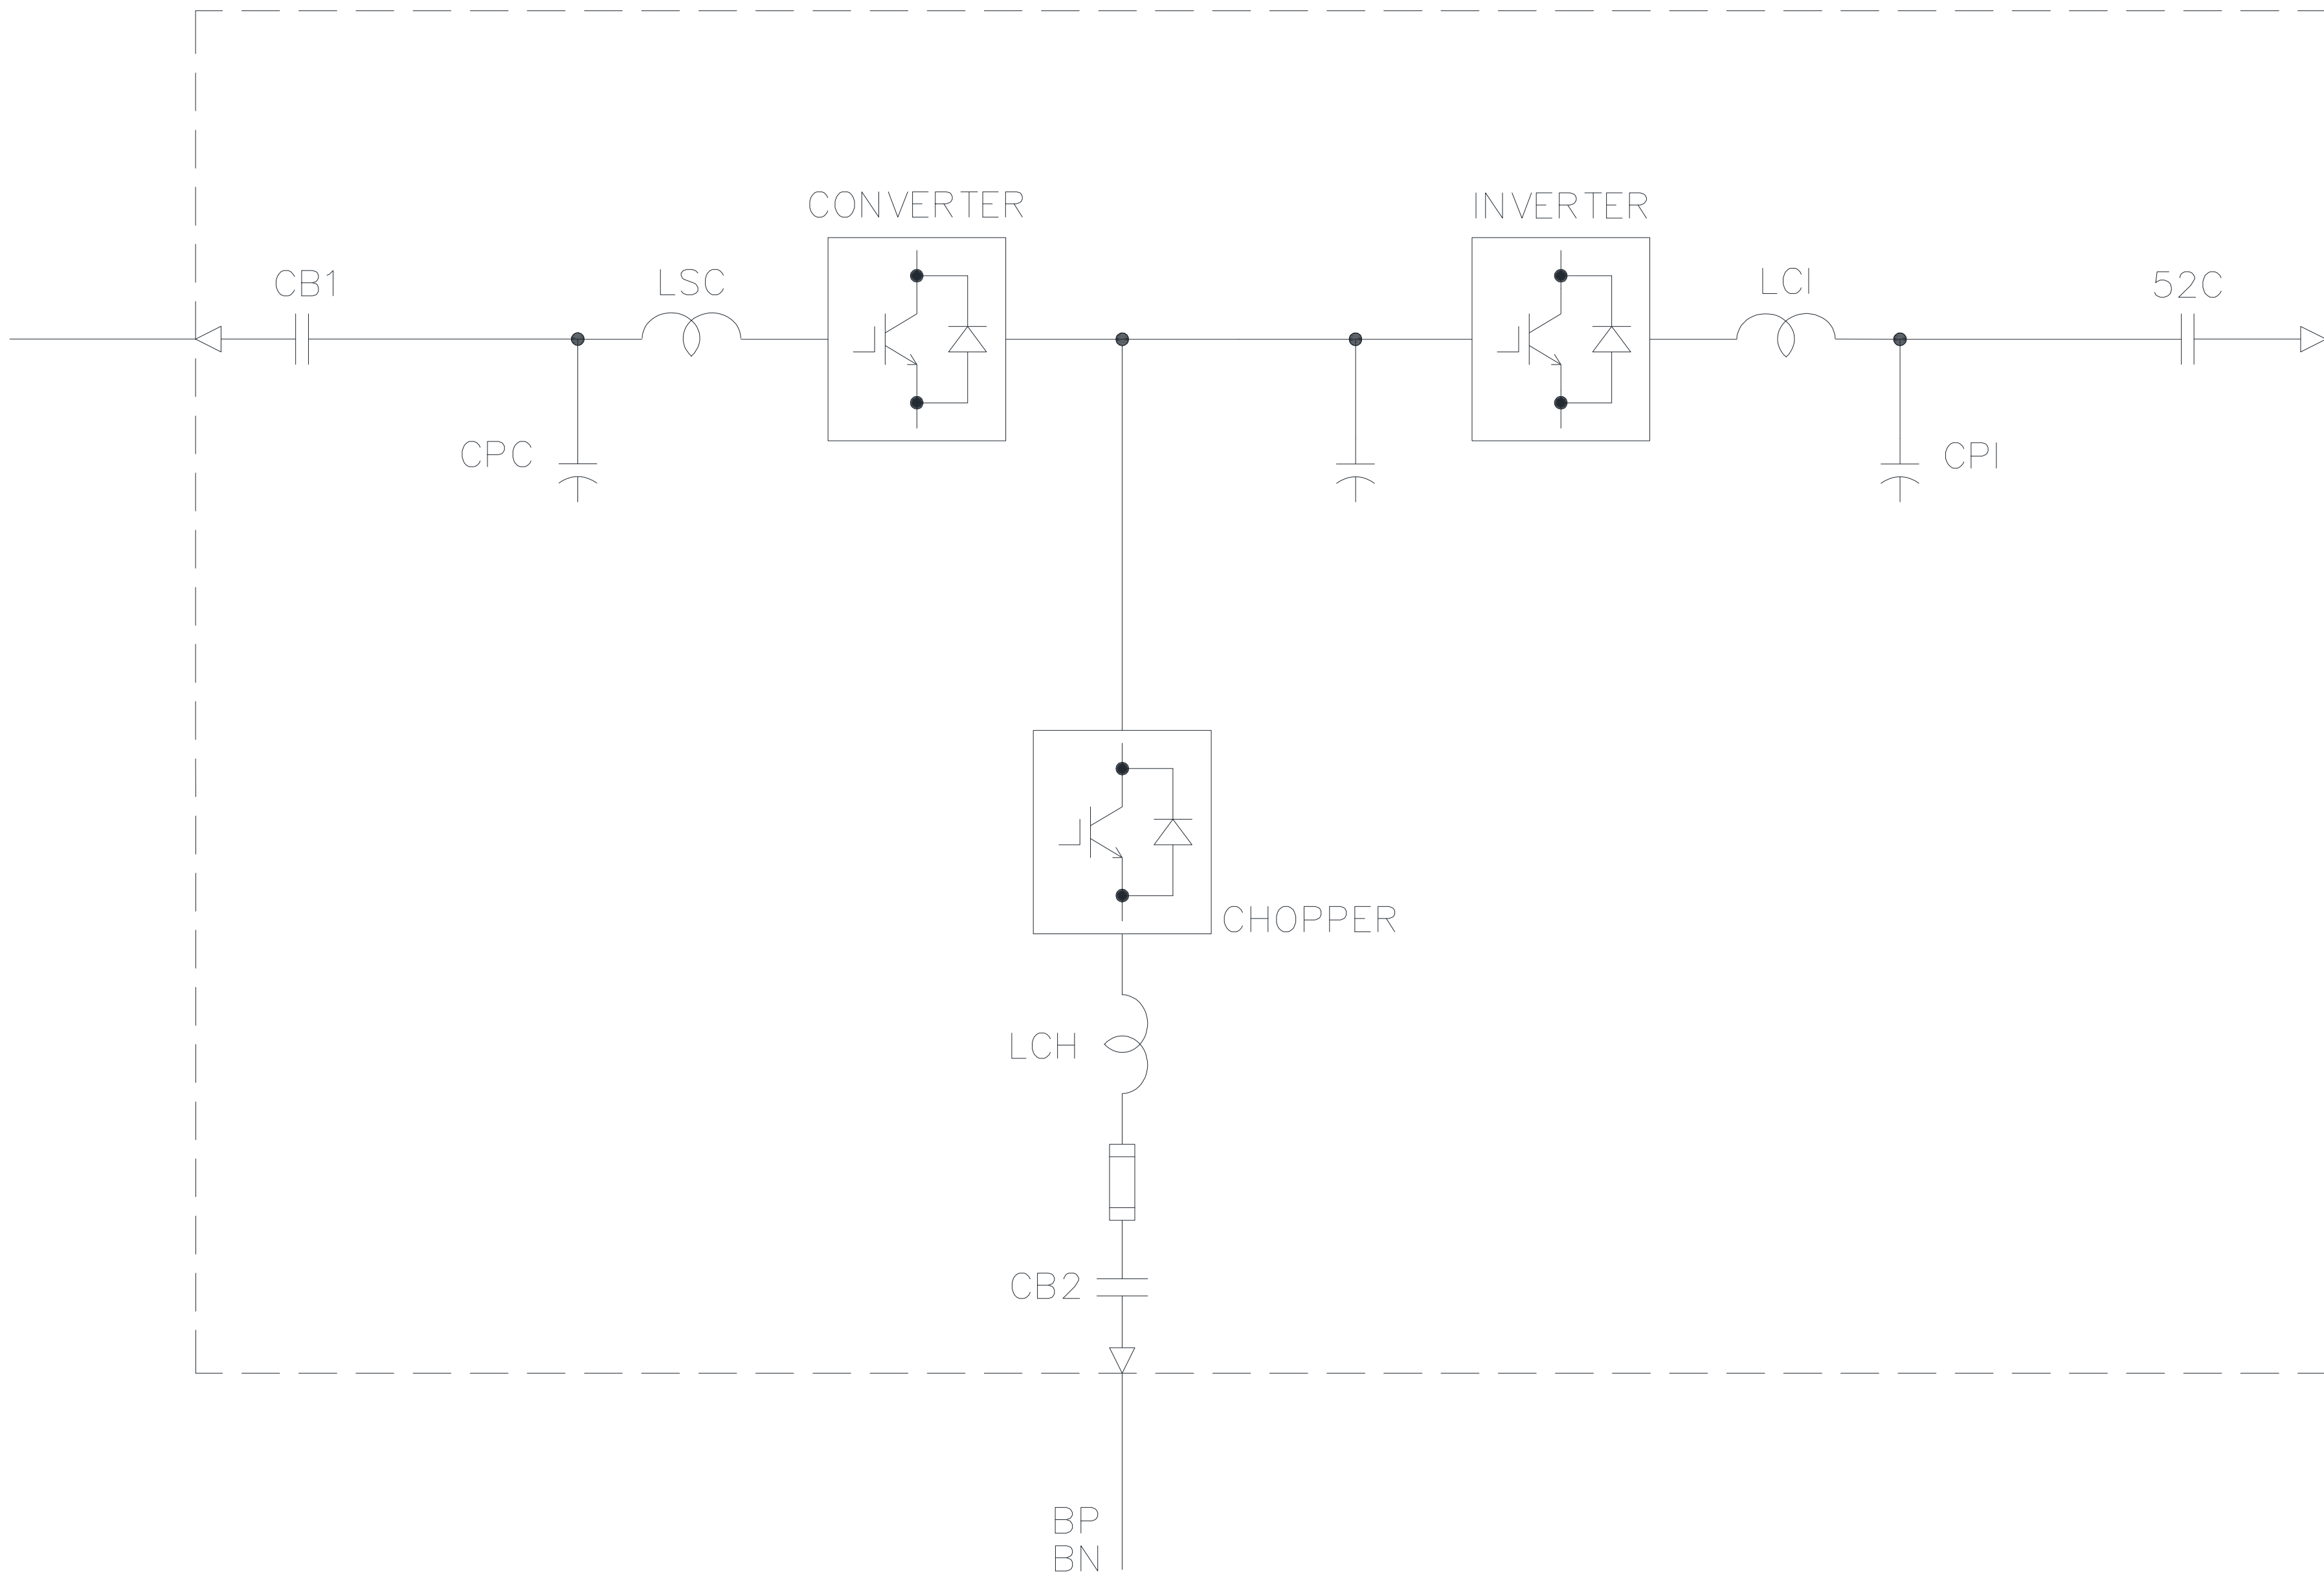 CONVERTER
INVERTER
CB1
LSC
LCI
52C
CPC
CPI
CHOPPER
LCH
CB2
BP
BN